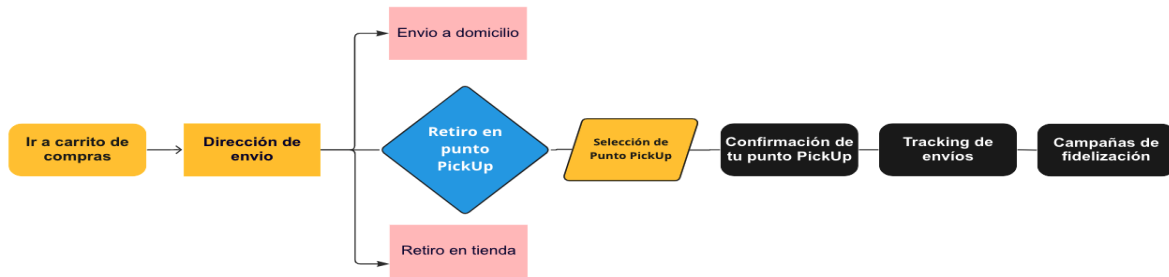 Envio a domicilio
Ir a carrito de
compras
Dirección de
envio
Retiro en
punto
PickUp
Selección de
Punto PickUp
Confirmación de
tu punto PickUp
Tracking de
envíos
Campañas de
fidelización
Retiro en tienda